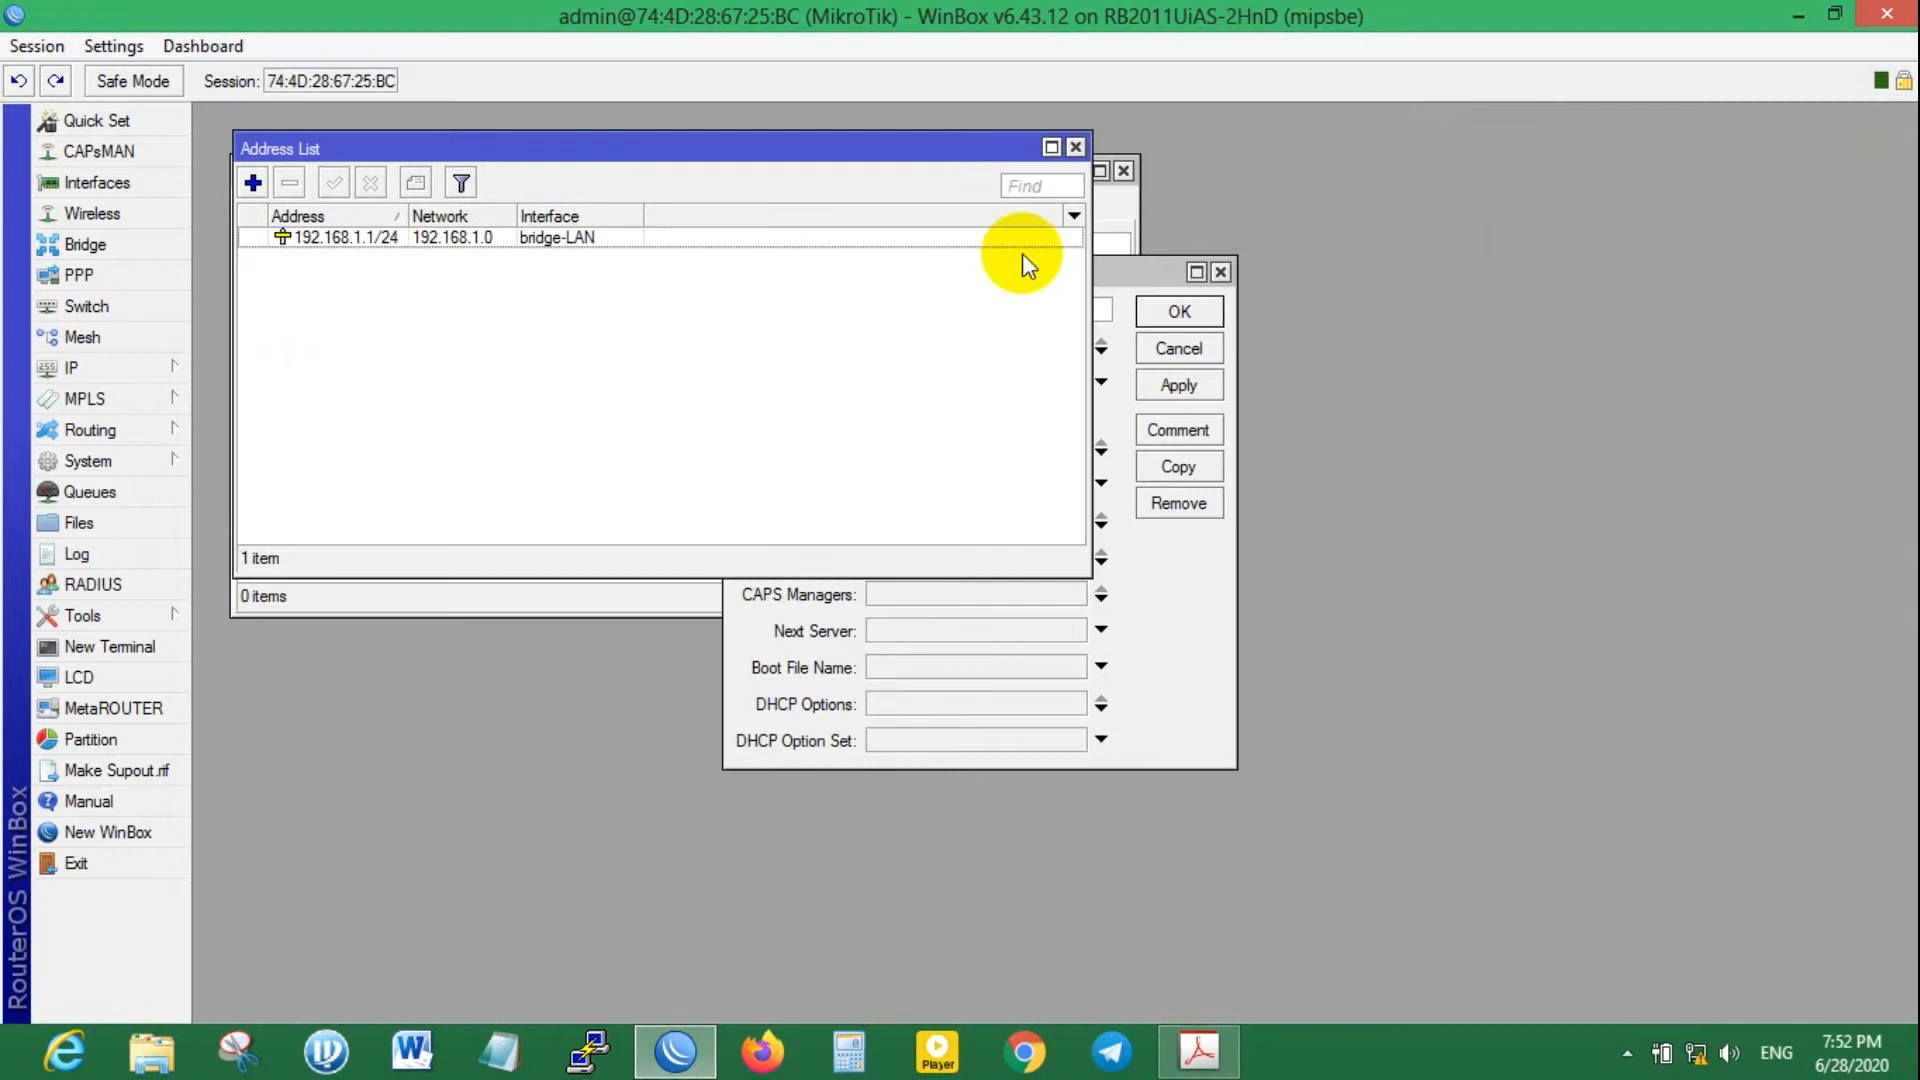 admin@74:4D:28:67:25:BC (MikroTik) - WinBox v6.43.12 on RB2011UiAS-2HnD (mipsbe)
Session Settings Dashboard
Safe Mode Session: 74:4D:28:67:25:BC
Quick Set
CAPsMAN
Interfaces
Wireless
Bridge
PPP
Switch
Mesh
IP
MPLS
Routing
System
Queues
Files
Log
RADIUS
Tools
New Terminal
LCD
MetaROUTER
Partition
Make Supout.rif
Manual
New WinBox
Exit
RouterOS WinBox
Address List
Find
Address Network Interface
192.168.1.1/24 192.168.1.0 bridge-LAN
1 item
0 items
OK
Cancel
Apply
Comment
Copy
Remove
CAPS Managers:
Next Server:
Boot File Name:
DHCP Options:
DHCP Option Set:
Player
ENG
7:52 PM
6/28/2020